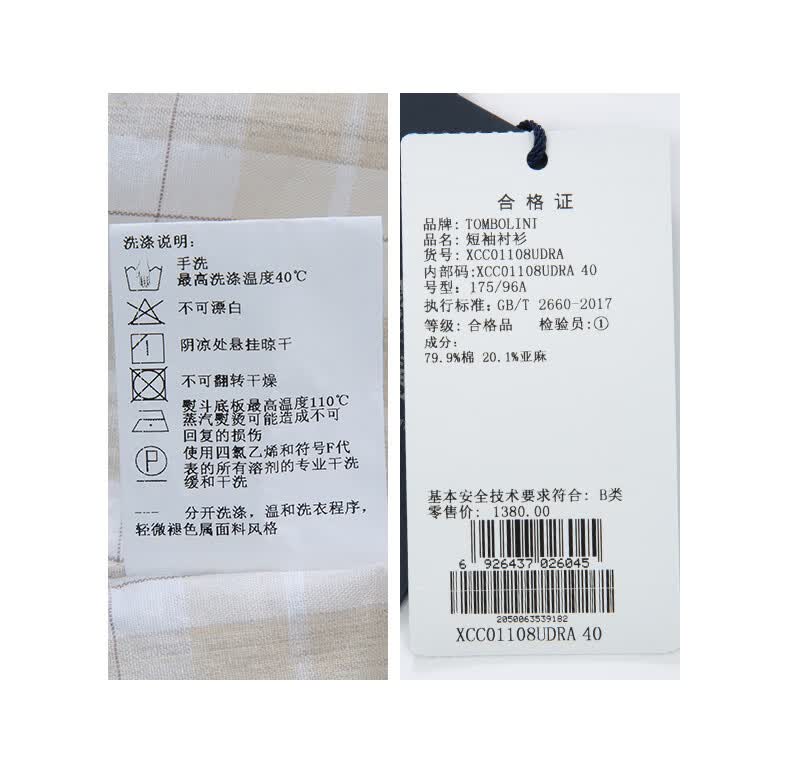 洗涤说明:
手洗
最高洗涤温度40℃
不可漂白
阴凉处悬挂晾干
不可翻转干燥
熨斗底板最高温度110℃
蒸汽熨烫可能造成不可
回复的损伤
P
使用四氯乙烯和符号F代
表的所有溶剂的专业干洗
缓和干洗
--- 分开洗涤，温和洗衣程序，
轻微褪色属面料风格
合格证
品牌: TOMBOLINI
品名: 短袖衬衫
货号: XCC01108UDRA
内部码:XCC01108UDRA 40
号型: 175/96A
执行标准: GB/T 2660-2017
等级: 合格品 检验员:①
成分:
79.9%棉 20.1%亚麻
基本安全技术要求符合: B类
零售价: 1380.00
6 926437 026045
2050063539182
XCC01108UDRA 40